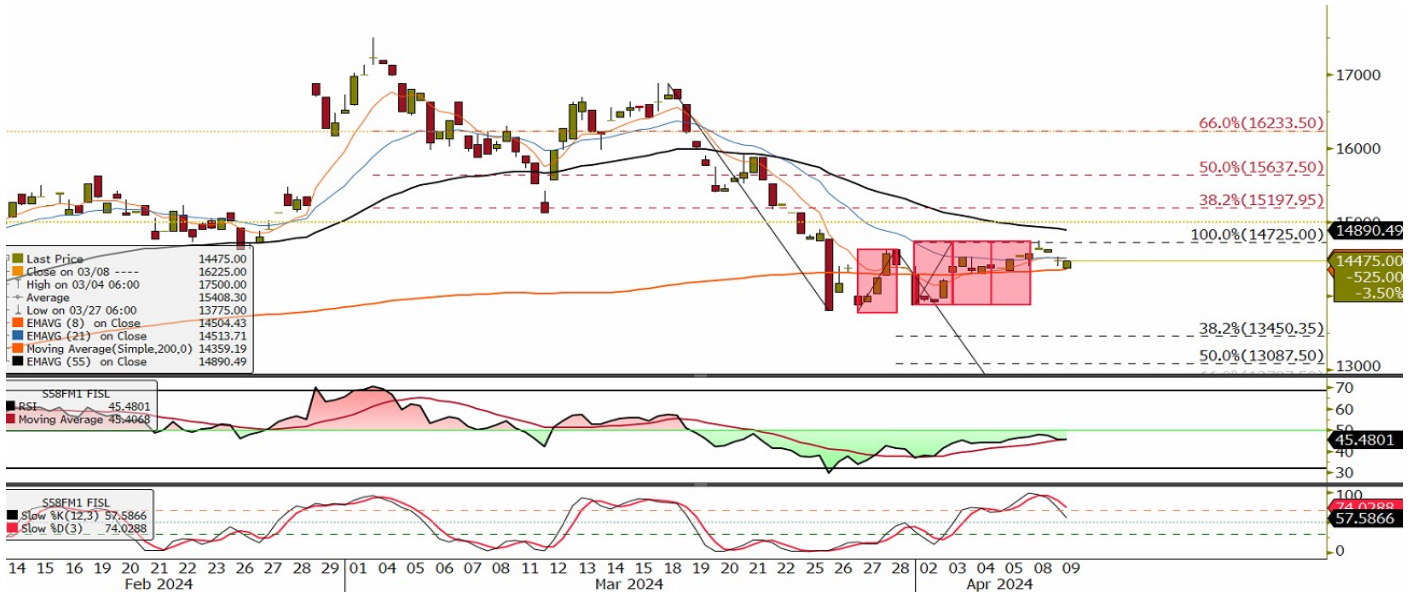 17000
66.0%(16233.50)
16000
50.0%(15637.50)
38.2%(15197.95)
15000
14890.49
100.0%(14725.00)
14475.00
-525.00
-3.50%
38.2%(13450.35)
50.0%(13087.50)
13000
Last Price 14475.00
Close on 03/08 ---- 16225.00
High on 03/04 06:00 17500.00
Average 15408.30
Low on 03/27 06:00 13775.00
EMAVG (8) on Close 14504.43
EMAVG (21) on Close 14513.71
Moving Average(Simple,200,0) 14359.19
EMAVG (55) on Close 14890.49
S58FM1 FISL
RSI 45.4801
Moving Average 45.4068
70
60
50
45.4801
40
30
S58FM1 FISL
Slow %K(12,3) 57.5866
Slow %D(3) 74.0288
100
74.0288
57.5866
0
14 15 16 19 20 21 22 23 26 27 28 29 01 04 05 06 07 08 11 12 13 14 15 18 19 20 21 22 25 26 27 28 02 03 04 05 08 09
Feb 2024 Mar 2024 Apr 2024